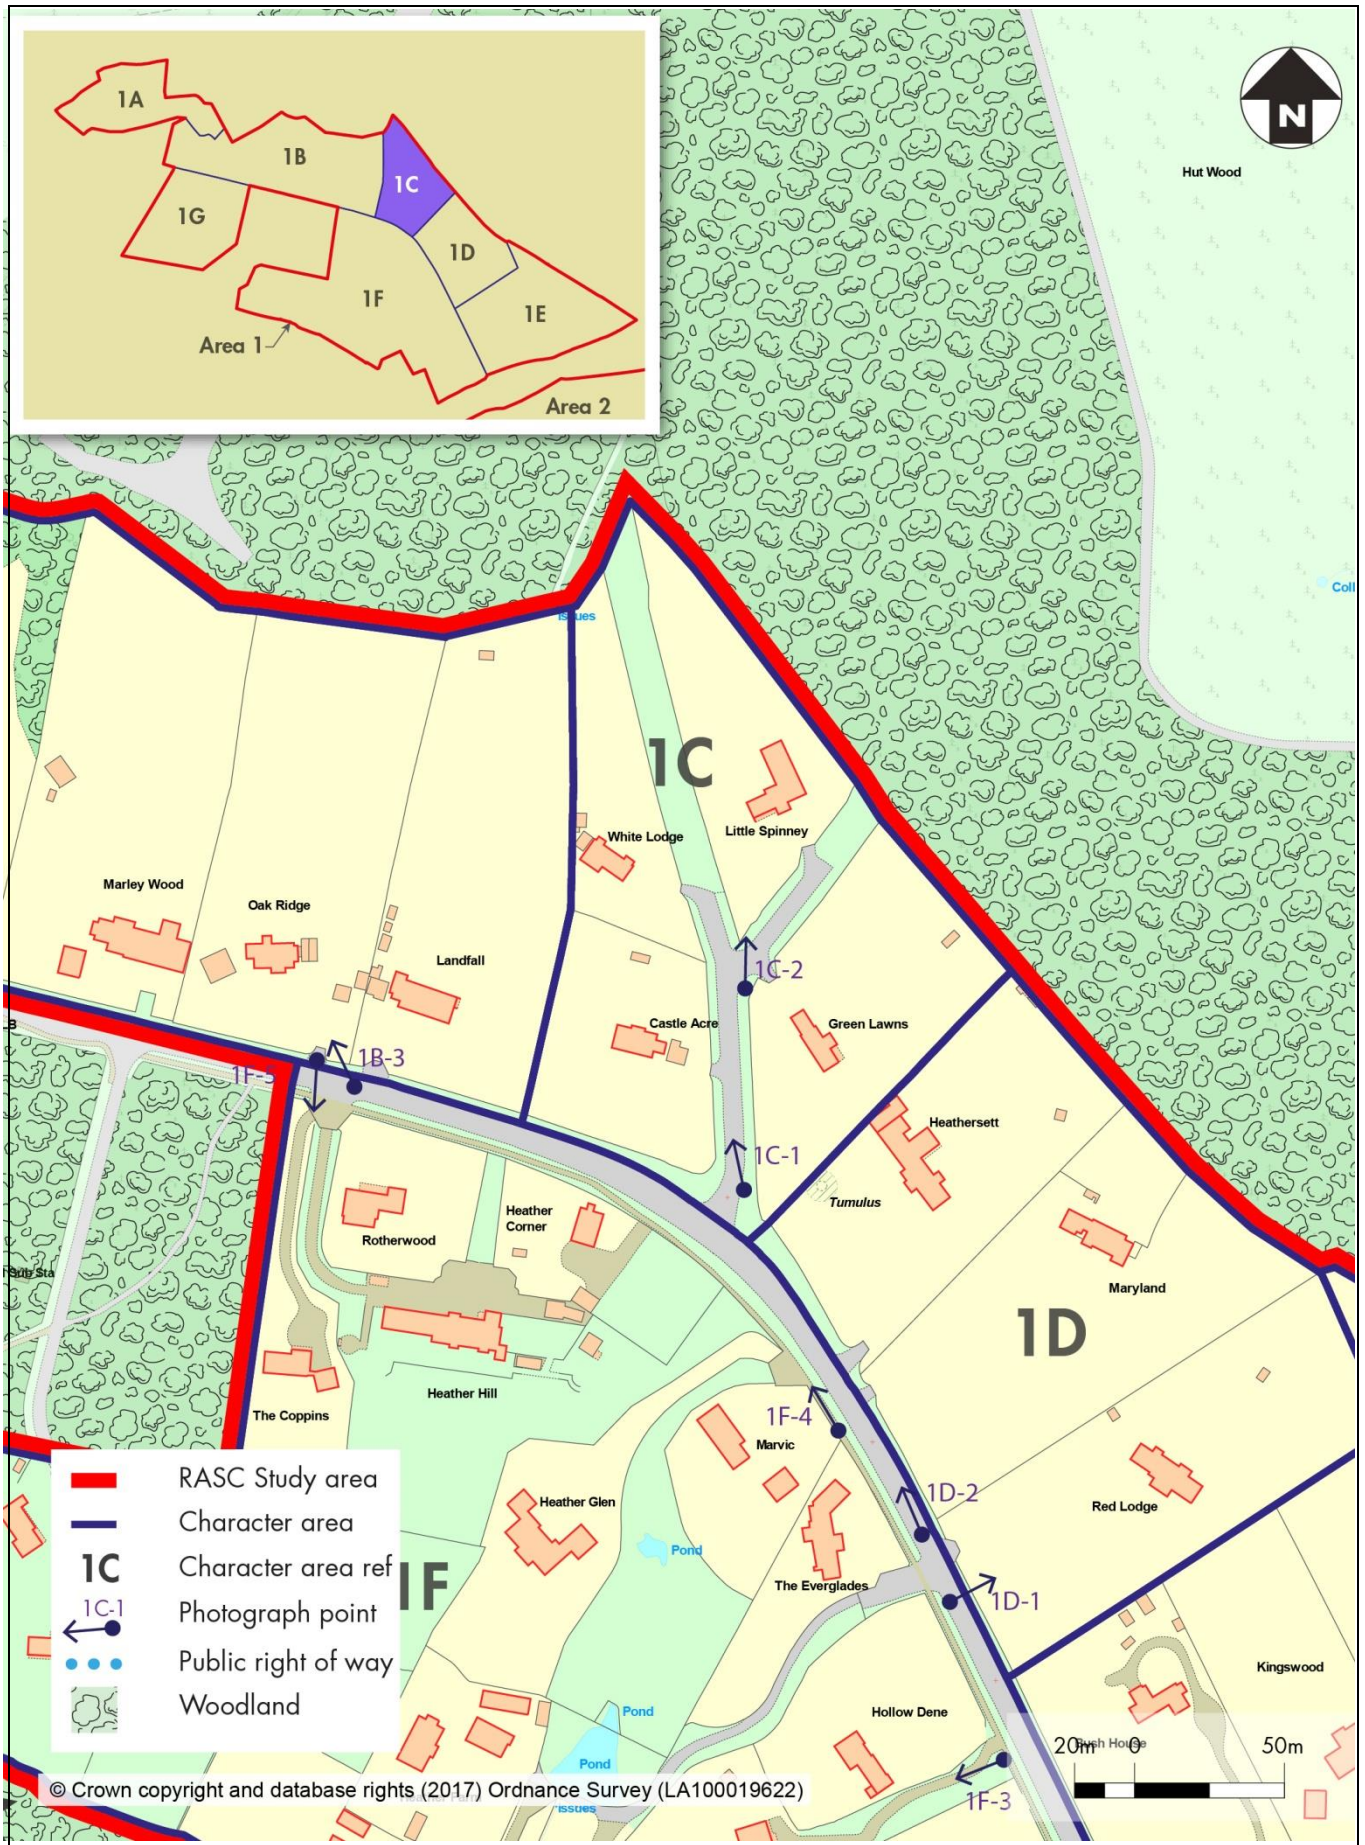 1A
1B
1C
1G
1D
1F
1E
Area 1
Area 2
N
Hut Wood
Coll
Issues
1C
White Lodge
Little Spinney
Marley Wood
Oak Ridge
Landfall
1C-2
Castle Acre
Green Lawns
B
1F-5
1B-3
Heathersett
1C-1
Tumulus
Heather
Corner
Rotherwood
Sub Sta
Maryland
1D
Heather Hill
The Coppins
1F-4
Marvic
1D-2
Heather Glen
Red Lodge
Pond
1F
The Everglades
1D-1
Kingswood
Hollow Dene
Pond
Pond
Issues
Bush House
1F-3
RASC Study area
Character area
1C Character area ref
1C-1 Photograph point
Public right of way
Woodland
20m 0 50m
© Crown copyright and database rights (2017) Ordnance Survey (LA100019622)